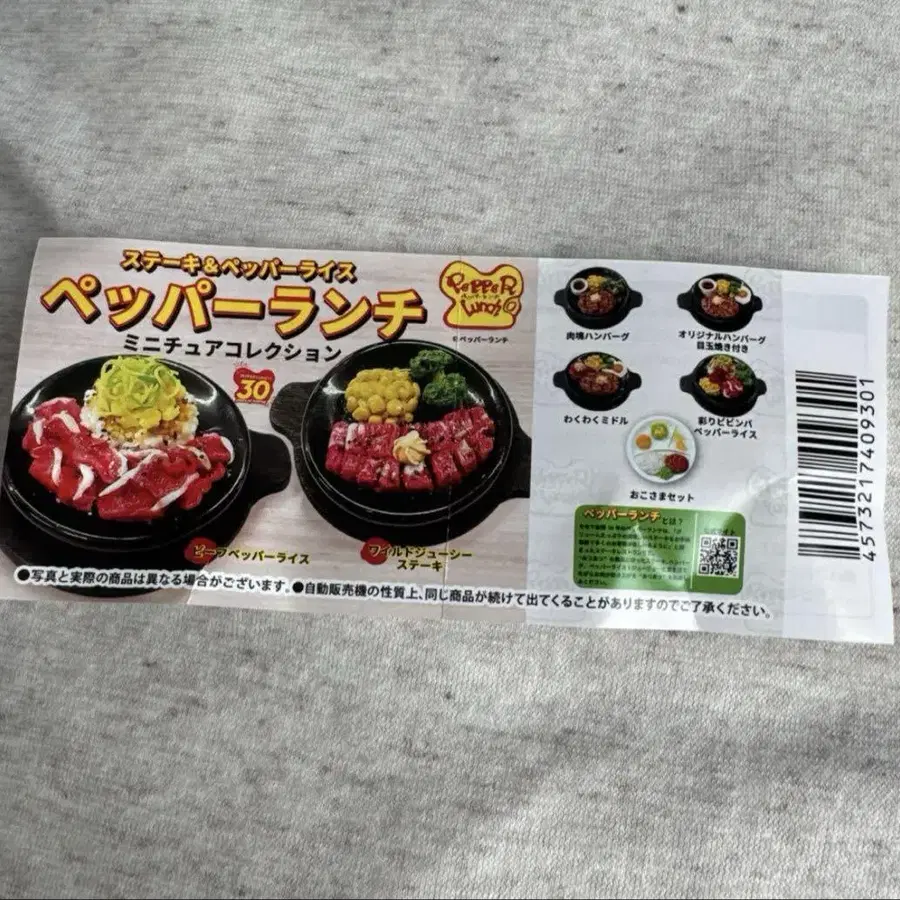 ステーキ&ペッパーライス
ペッパーランチ
ミニチュアコレクション
30
PePPeR Lunch
ペッパーランチ
©ペッパーランチ
ビーフペッパーライス
ワイルドジューシー
ステーキ
肉塊ハンバーグ
オリジナルハンバーグ
目玉焼き付き
わくわくミドル
彩りビビンバ
ペッパーライス
おこさまセット
ペッパーランチとは?
●写真と実際の商品は異なる場合がございます。●自動販売機の性質上、同じ商品が続けて出てくることがありますのでご了承ください。
4573217409301